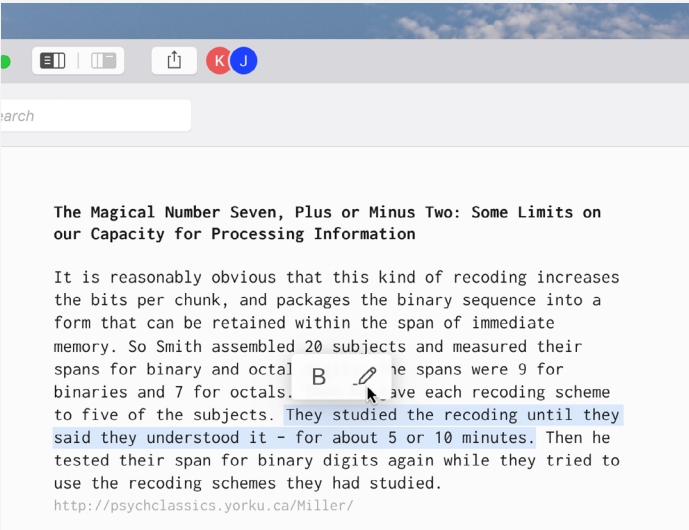 K J
earch
The Magical Number Seven, Plus or Minus Two: Some Limits on
our Capacity for Processing Information
It is reasonably obvious that this kind of recoding increases
the bits per chunk, and packages the binary sequence into a
form that can be retained within the span of immediate
memory. So Smith assembled 20 subjects and measured their
spans for binary and octal he spans were 9 for
B
binaries and 7 for octals. ave each recoding scheme
to five of the subjects. They studied the recoding until they
said they understood it – for about 5 or 10 minutes. Then he
tested their span for binary digits again while they tried to
use the recoding schemes they had studied.
http://psychclassics.yorku.ca/Miller/